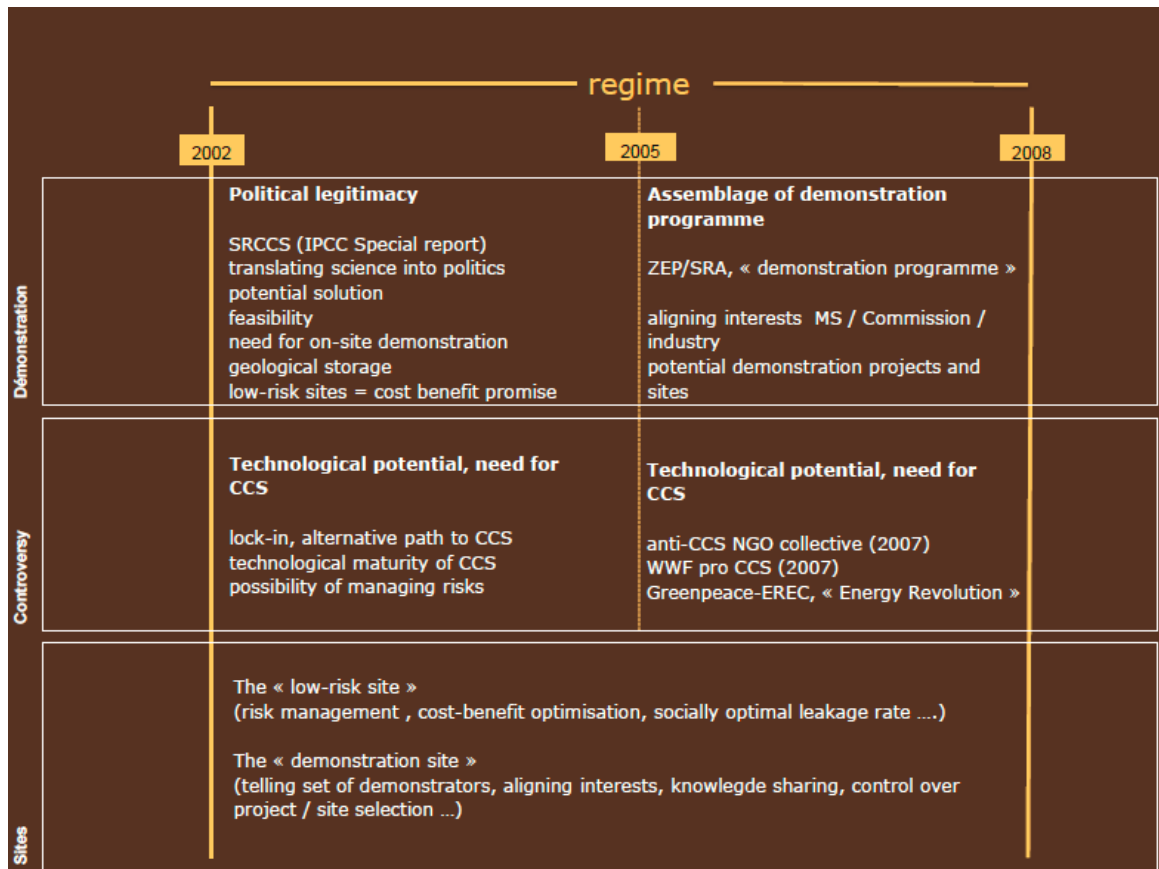 regime
2002
2005
2008
Démonstration
Political legitimacy
SRCCS (IPCC Special report)
translating science into politics
potential solution
feasibility
need for on-site demonstration
geological storage
low-risk sites = cost benefit promise
Assemblage of demonstration
programme
ZEP/SRA, « demonstration programme »
aligning interests MS / Commission /
industry
potential demonstration projects and
sites
Controversy
Technological potential, need for
CCS
lock-in, alternative path to CCS
technological maturity of CCS
possibility of managing risks
Technological potential, need for
CCS
anti-CCS NGO collective (2007)
WWF pro CCS (2007)
Greenpeace-EREC, « Energy Revolution »
Sites
The « low-risk site »
(risk management , cost-benefit optimisation, socially optimal leakage rate ....)
The « demonstration site »
(telling set of demonstrators, aligning interests, knowlegde sharing, control over
project / site selection ...)